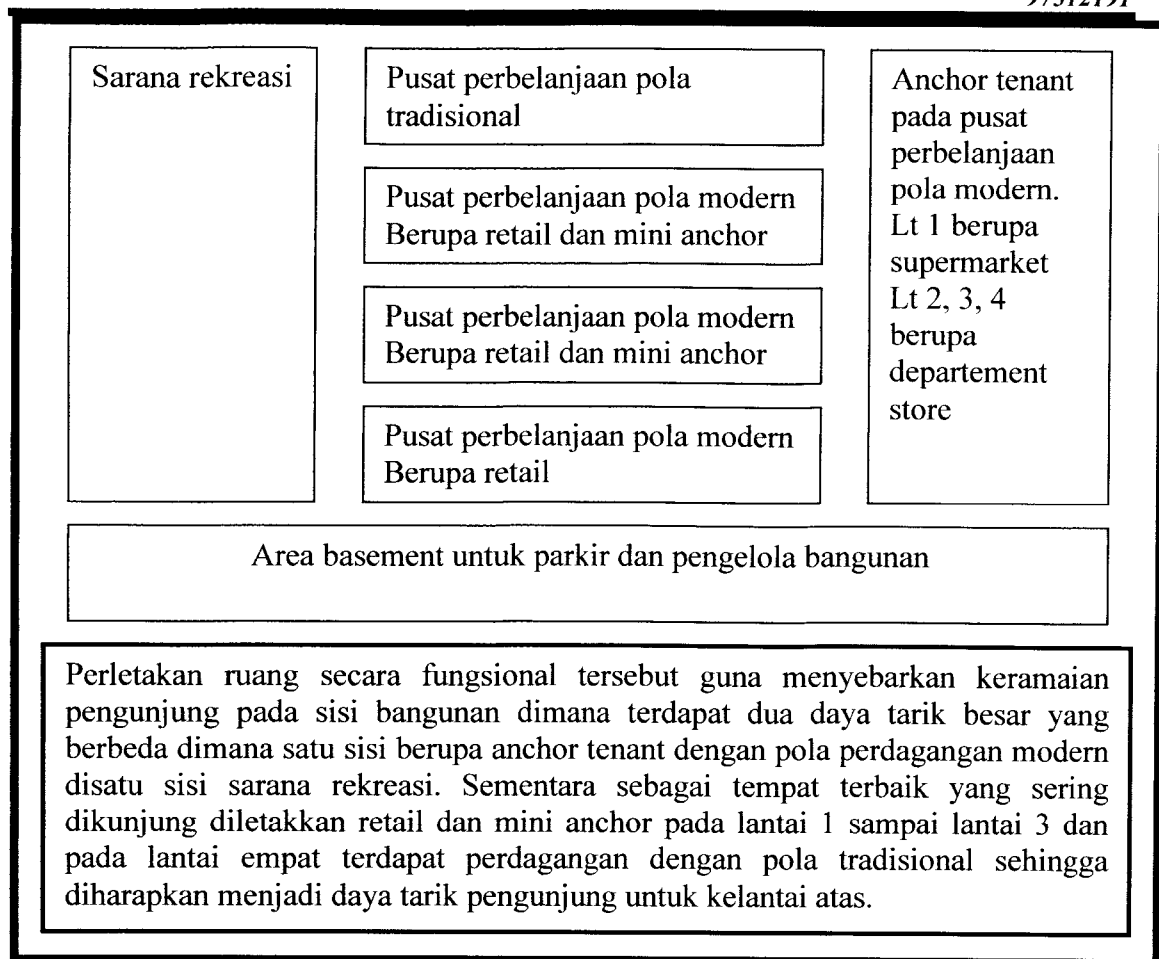 Sarana rekreasi
Pusat perbelanjaan pola
tradisional
Pusat perbelanjaan pola modern
Berupa retail dan mini anchor
Pusat perbelanjaan pola modern
Berupa retail dan mini anchor
Pusat perbelanjaan pola modern
Berupa retail
Anchor tenant
pada pusat
perbelanjaan
pola modern.
Lt 1 berupa
supermarket
Lt 2, 3, 4
berupa
departement
store
Area basement untuk parkir dan pengelola bangunan
Perletakan ruang secara fungsional tersebut guna menyebarkan keramaian
pengunjung pada sisi bangunan dimana terdapat dua daya tarik besar yang
berbeda dimana satu sisi berupa anchor tenant dengan pola perdagangan modern
disatu sisi sarana rekreasi. Sementara sebagai tempat terbaik yang sering
dikunjung diletakkan retail dan mini anchor pada lantai 1 sampai lantai 3 dan
pada lantai empat terdapat perdagangan dengan pola tradisional sehingga
diharapkan menjadi daya tarik pengunjung untuk kelantai atas.